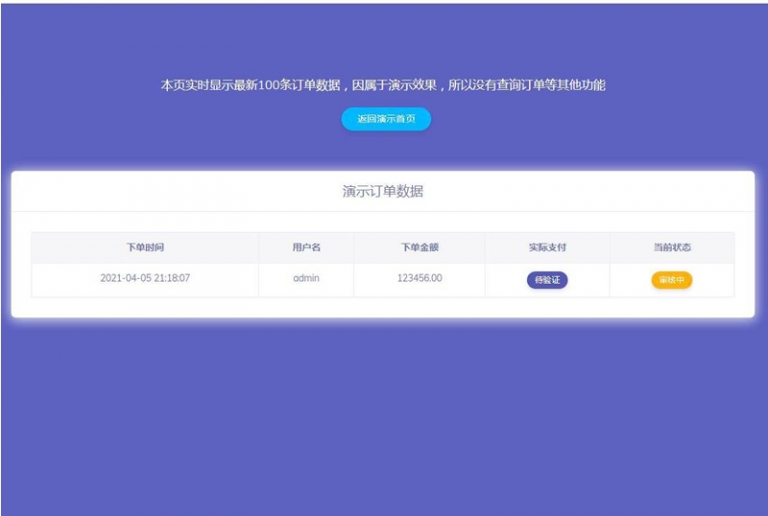 本页实时显示最新100条订单数据，因属于演示效果，所以没有查询订单等其他功能
返回演示首页
演示订单数据
下单时间 用户名 下单金额 实际支付 当前状态
2021-04-05 21:18:07 admin 123456.00 待验证 审核中